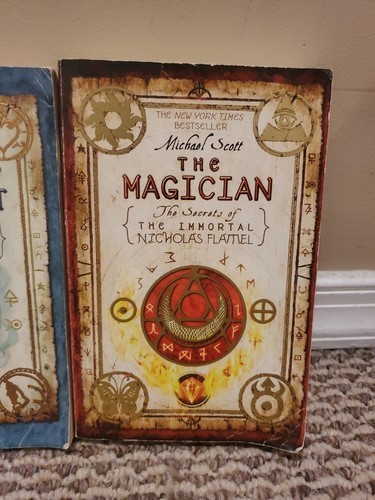 THE NEW YORK TIMES
BESTSELLER
Michael Scott
THE
MAGICIAN
The Secrets of
THE IMMORTAL
NICHOLAS FLAMEL